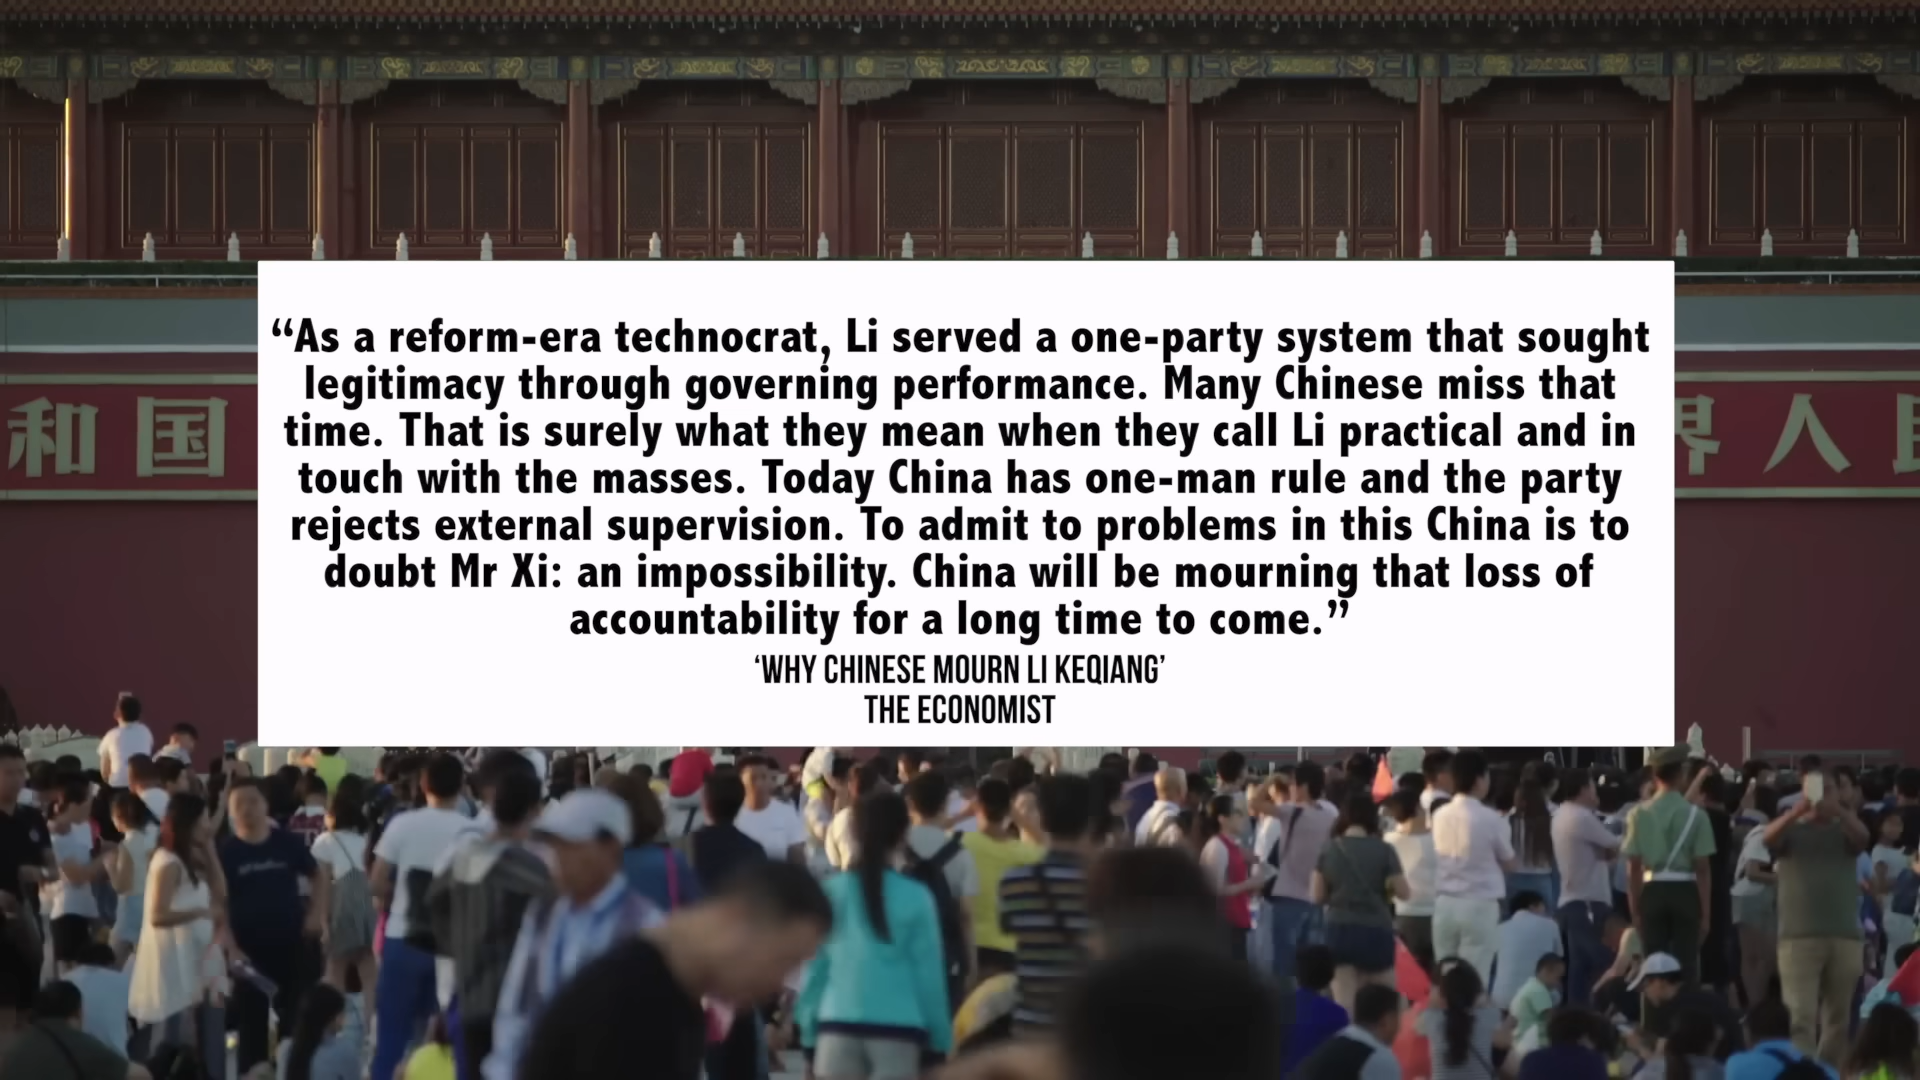 “As a reform-era technocrat, Li served a one-party system that sought
legitimacy through governing performance. Many Chinese miss that
time. That is surely what they mean when they call Li practical and in
touch with the masses. Today China has one-man rule and the party
rejects external supervision. To admit to problems in this China is to
doubt Mr Xi: an impossibility. China will be mourning that loss of
accountability for a long time to come.”
‘WHY CHINESE MOURN LI KEQIANG’
THE ECONOMIST
和国
界人民